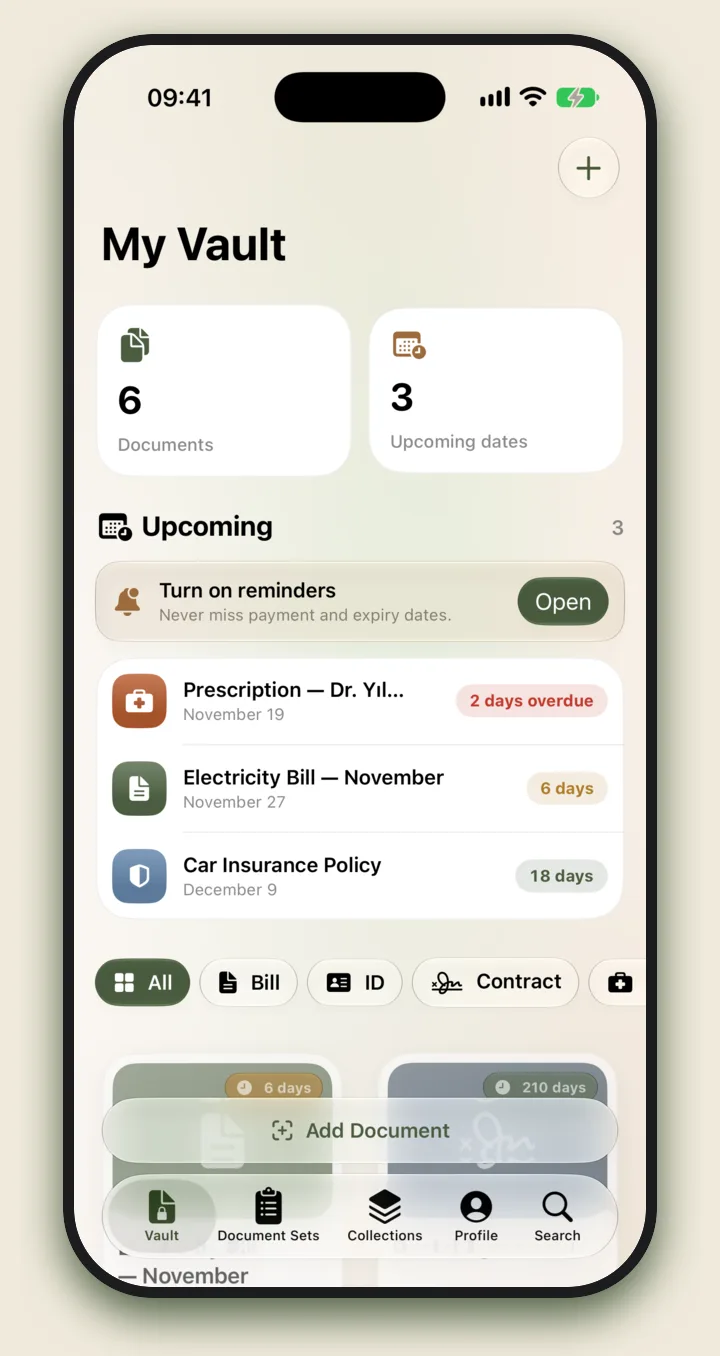 09:41
My Vault
6
Documents
3
Upcoming dates
Upcoming
3
Turn on reminders
Never miss payment and expiry dates.
Open
Prescription — Dr. Yıl...
November 19
2 days overdue
Electricity Bill — November
November 27
6 days
Car Insurance Policy
December 9
18 days
All
Bill
ID
Contract
6 days
210 days
Add Document
Vault
Document Sets
Collections
Profile
Search
— November